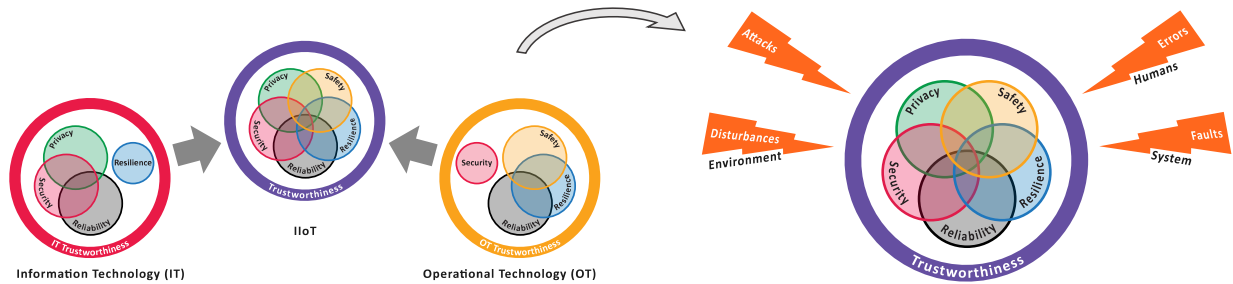 Privacy
Resilience
Security
Reliability
IT Trustworthiness
Information Technology (IT)
Privacy
Safety
Security
Resilience
Reliability
Trustworthiness
IIoT
Safety
Security
Resilience
Reliability
OT Trustworthiness
Operational Technology (OT)
Attacks
Disturbances
Environment
Errors
Humans
Faults
System
Privacy
Safety
Security
Resilience
Reliability
Trustworthiness